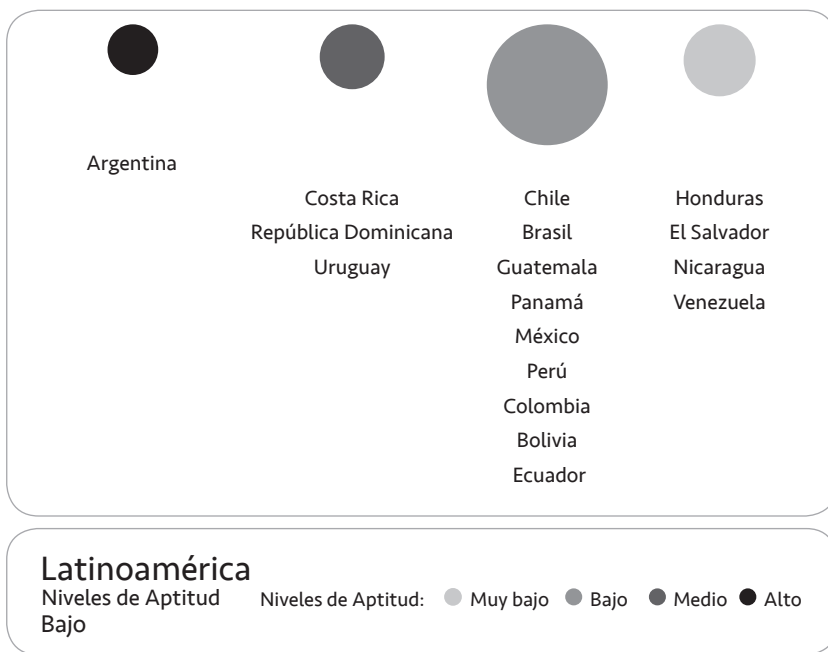 Argentina
Costa Rica
República Dominicana
Uruguay
Chile
Brasil
Guatemala
Panamá
México
Perú
Colombia
Bolivia
Ecuador
Honduras
El Salvador
Nicaragua
Venezuela
Latinoamérica
Niveles de Aptitud
Bajo
Niveles de Aptitud: Muy bajo Bajo Medio Alto